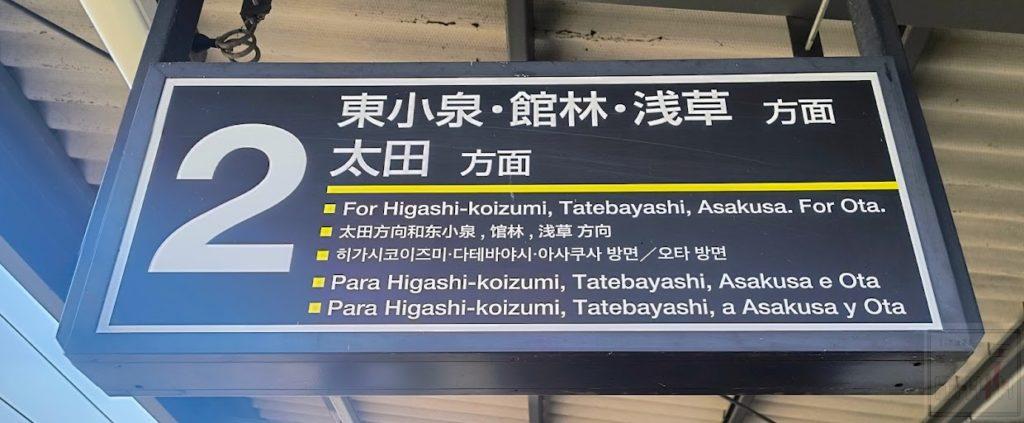 2
東小泉・館林・浅草 方面
太田 方面
For Higashi-koizumi, Tatebayashi, Asakusa. For Ota.
太田方向和东小泉 , 馆林 , 浅草 方向
히가시코이즈미·다테바야시·아사쿠사 방면／오타 방면
Para Higashi-koizumi, Tatebayashi, Asakusa e Ota
Para Higashi-koizumi, Tatebayashi, a Asakusa y Ota